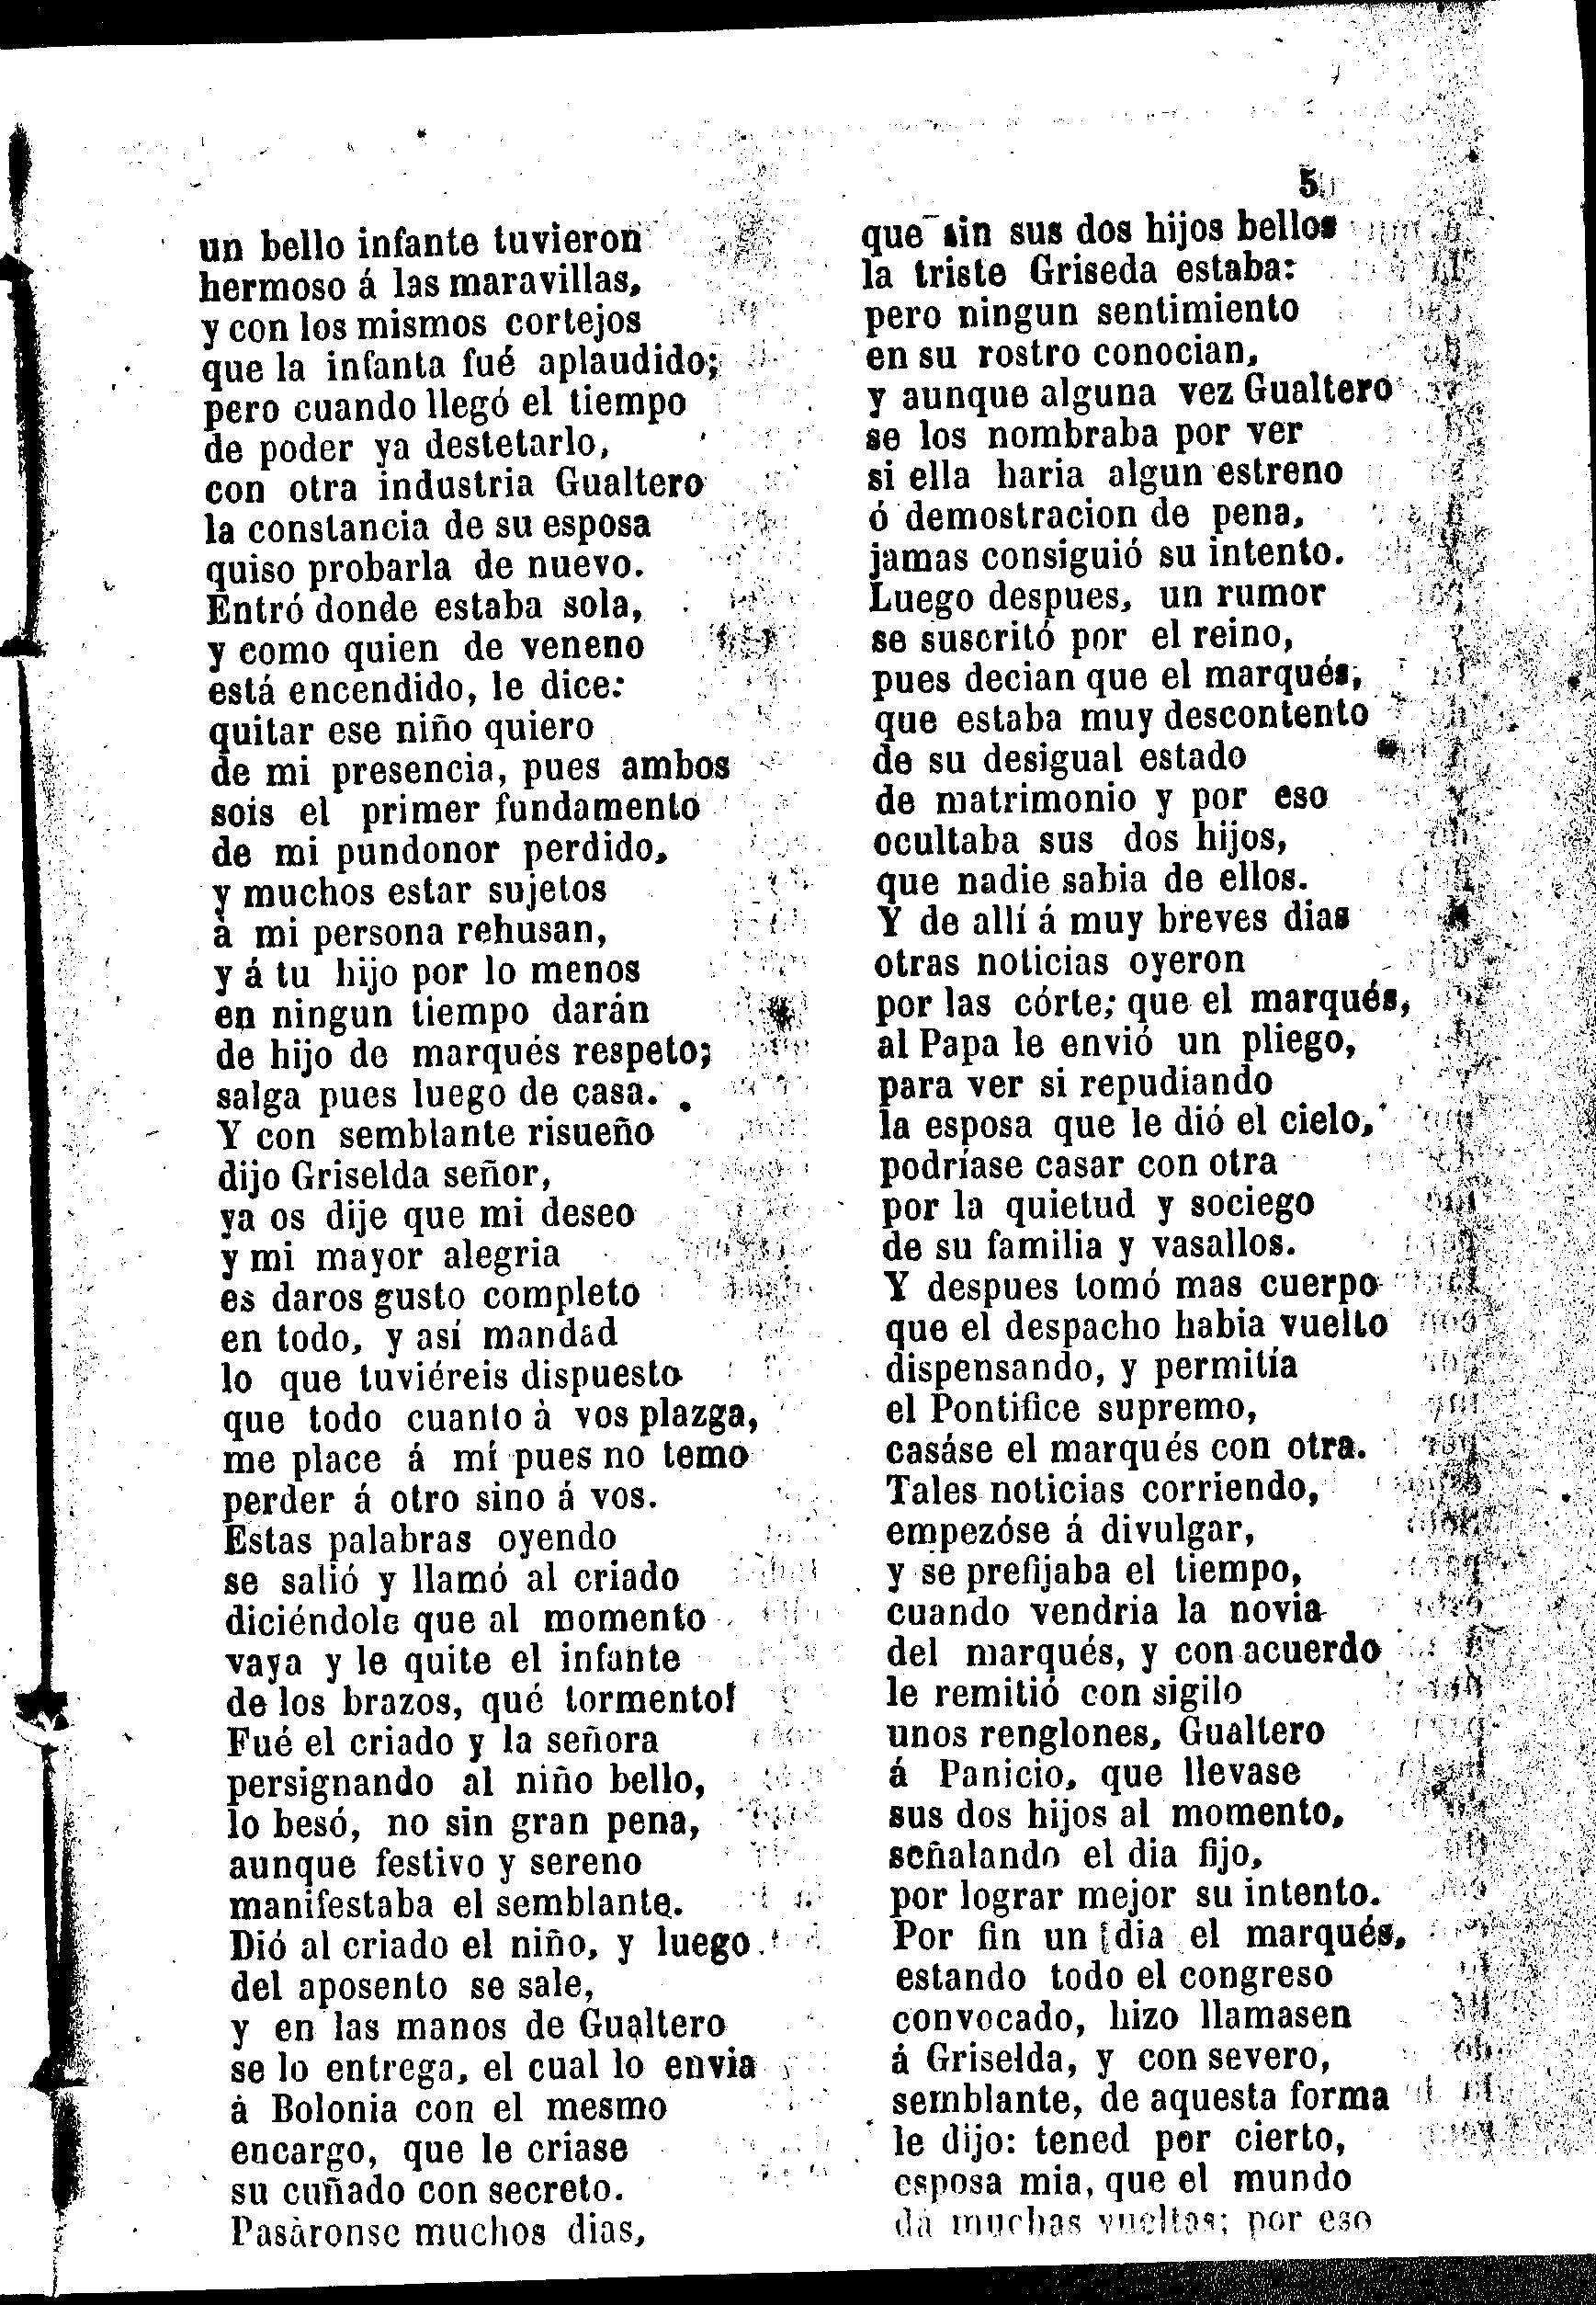 5
un bello infante tuvieron
hermoso á las maravillas,
y con los mismos cortejos
que la infanta fué aplaudido;
pero cuando llegó el tiempo
de poder ya destetarlo,
con otra industria Gualtero
la constancia de su esposa
quiso probarla de nuevo.
Entró donde estaba sola,
y como quien de veneno
está encendido, le dice:
quitar ese niño quiero
de mi presencia, pues ambos
sois el primer fundamento
de mi pundonor perdido,
y muchos estar sujetos
à mi persona rehusan,
y á tu hijo por lo menos
en ningun tiempo darán
de hijo de marqués respeto;
salga pues luego de casa.
Y con semblante risueño
dijo Griselda señor,
ya os dije que mi deseo
y mi mayor alegria
es daros gusto completo
en todo, y así mandad
lo que tuviéreis dispuesto
que todo cuanto à vos plazga,
me place á mí pues no temo
perder á otro sino á vos.
Estas palabras oyendo
se salió y llamó al criado
diciéndole que al momento
vaya y le quite el infante
de los brazos, qué tormento!
Fué el criado y la señora
persignando al niño bello,
lo besó, no sin gran pena,
aunque festivo y sereno
manifestaba el semblante.
Dió al criado el niño, y luego
del aposento se sale,
y en las manos de Gualtero
se lo entrega, el cual lo envia
á Bolonia con el mesmo
encargo, que le criase
su cuñado con secreto.
Pasàronse muchos dias,
que sin sus dos hijos bellos
la triste Griseda estaba:
pero ningun sentimiento
en su rostro conocian,
y aunque alguna vez Gualtero
se los nombraba por ver
si ella haria algun estreno
ó demostracion de pena,
jamas consiguió su intento.
Luego despues, un rumor
se suscritó por el reino,
pues decian que el marqués,
que estaba muy descontento
de su desigual estado
de matrimonio y por eso
ocultaba sus dos hijos,
que nadie sabia de ellos.
Y de allí á muy breves dias
otras noticias oyeron
por las córte; que el marqués,
al Papa le envió un pliego,
para ver si repudiando
la esposa que le dió el cielo,
podríase casar con otra
por la quietud y sociego
de su familia y vasallos.
Y despues tomó mas cuerpo
que el despacho habia vuelto
dispensando, y permitía
el Pontifice supremo,
casáse el marqués con otra.
Tales noticias corriendo,
empezóse á divulgar,
y se prefijaba el tiempo,
cuando vendria la novia
del marqués, y con acuerdo
le remitió con sigilo
unos renglones, Gualtero
á Panicio, que llevase
sus dos hijos al momento,
señalando el dia fijo,
por lograr mejor su intento.
Por fin un dia el marqués,
estando todo el congreso
convocado, hizo llamasen
á Griselda, y con severo,
semblante, de aquesta forma
le dijo: tened por cierto,
esposa mia, que el mundo
dá muchas vueltas; por eso